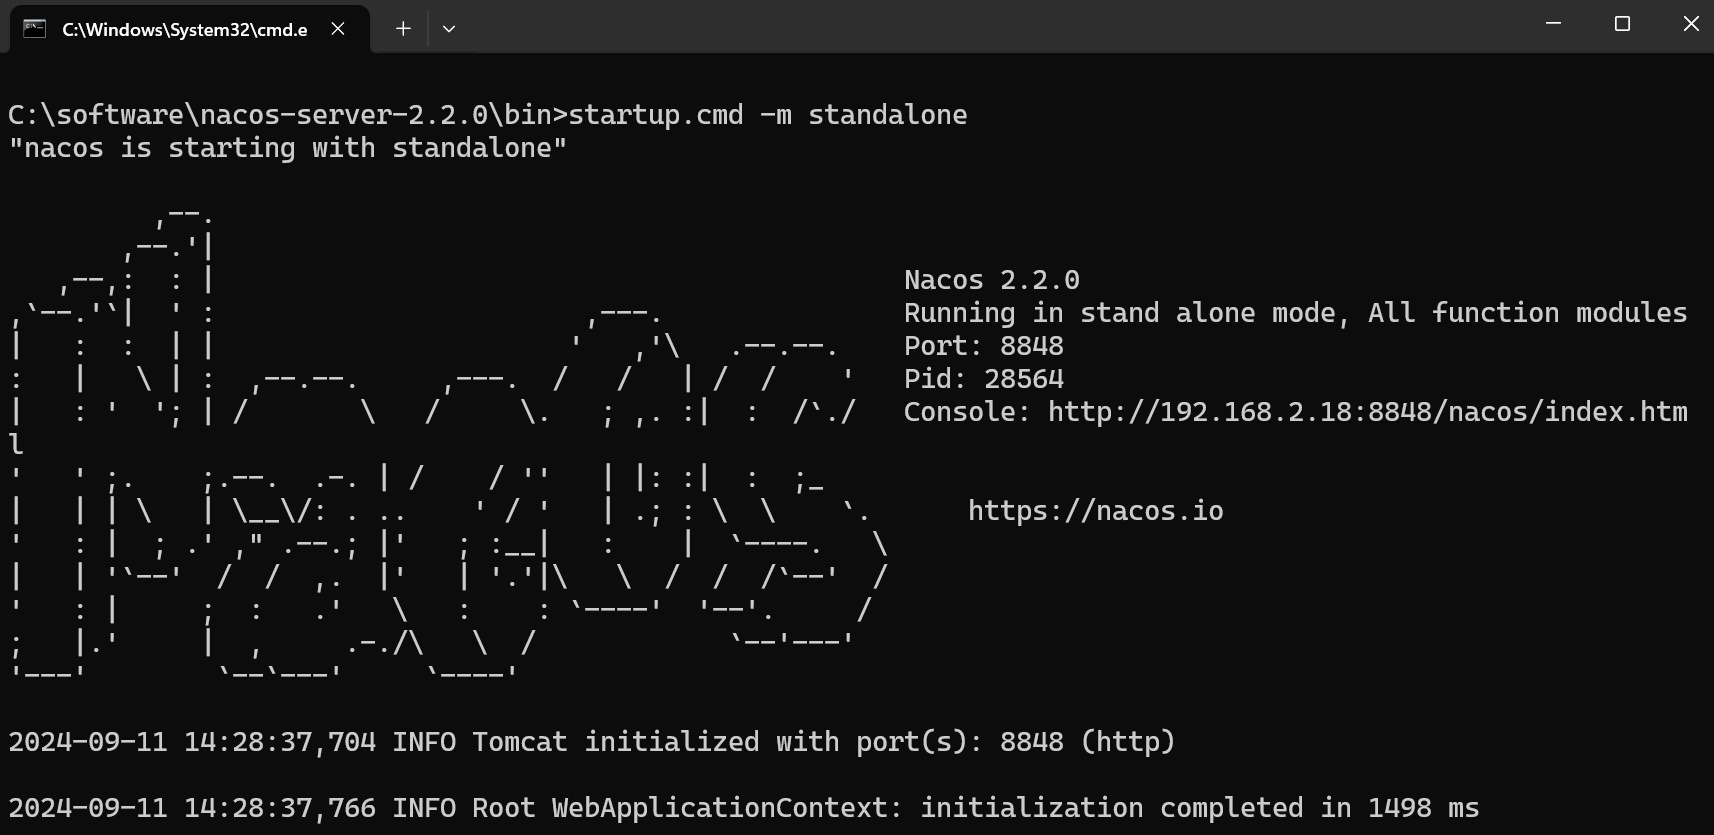 C:\Windows\System32\cmd.e
C:\software\nacos-server-2.2.0\bin>startup.cmd -m standalone
"nacos is starting with standalone"
         ,--.
       ,--.'|
   ,--,:  : |                                           Nacos 2.2.0
,`--.'`|  ' :                       ,---.               Running in stand alone mode, All function modules
|   :  :  | |                      '   ,'\   .--.--.    Port: 8848
:   |   \ | :  ,--.--.     ,---.  /   /   | /  /    '   Pid: 28564
|   : '  '; | /       \   /     \.   ; ,. :|  :  /`./   Console: http://192.168.2.18:8848/nacos/index.htm
l
'   ' ;.    ;.--.  .-. | /    / ''   | |: :|  :  ;_
|   | | \   | \__\/: . ..    ' / '   | .; : \  \    `.      https://nacos.io
'   : |  ; .' ," .--.; |'   ; :__|   :    |  `----.   \
|   | '`--'  /  /  ,.  |'   | '.'|\   \  /  /  /`--'  /
'   : |     ;  :   .'   \   :    : `----'  '--'.     /
;   |.'     |  ,     .-./\   \  /            `--'---'
'---'        `--`---'     `----'
2024-09-11 14:28:37,704 INFO Tomcat initialized with port(s): 8848 (http)
2024-09-11 14:28:37,766 INFO Root WebApplicationContext: initialization completed in 1498 ms